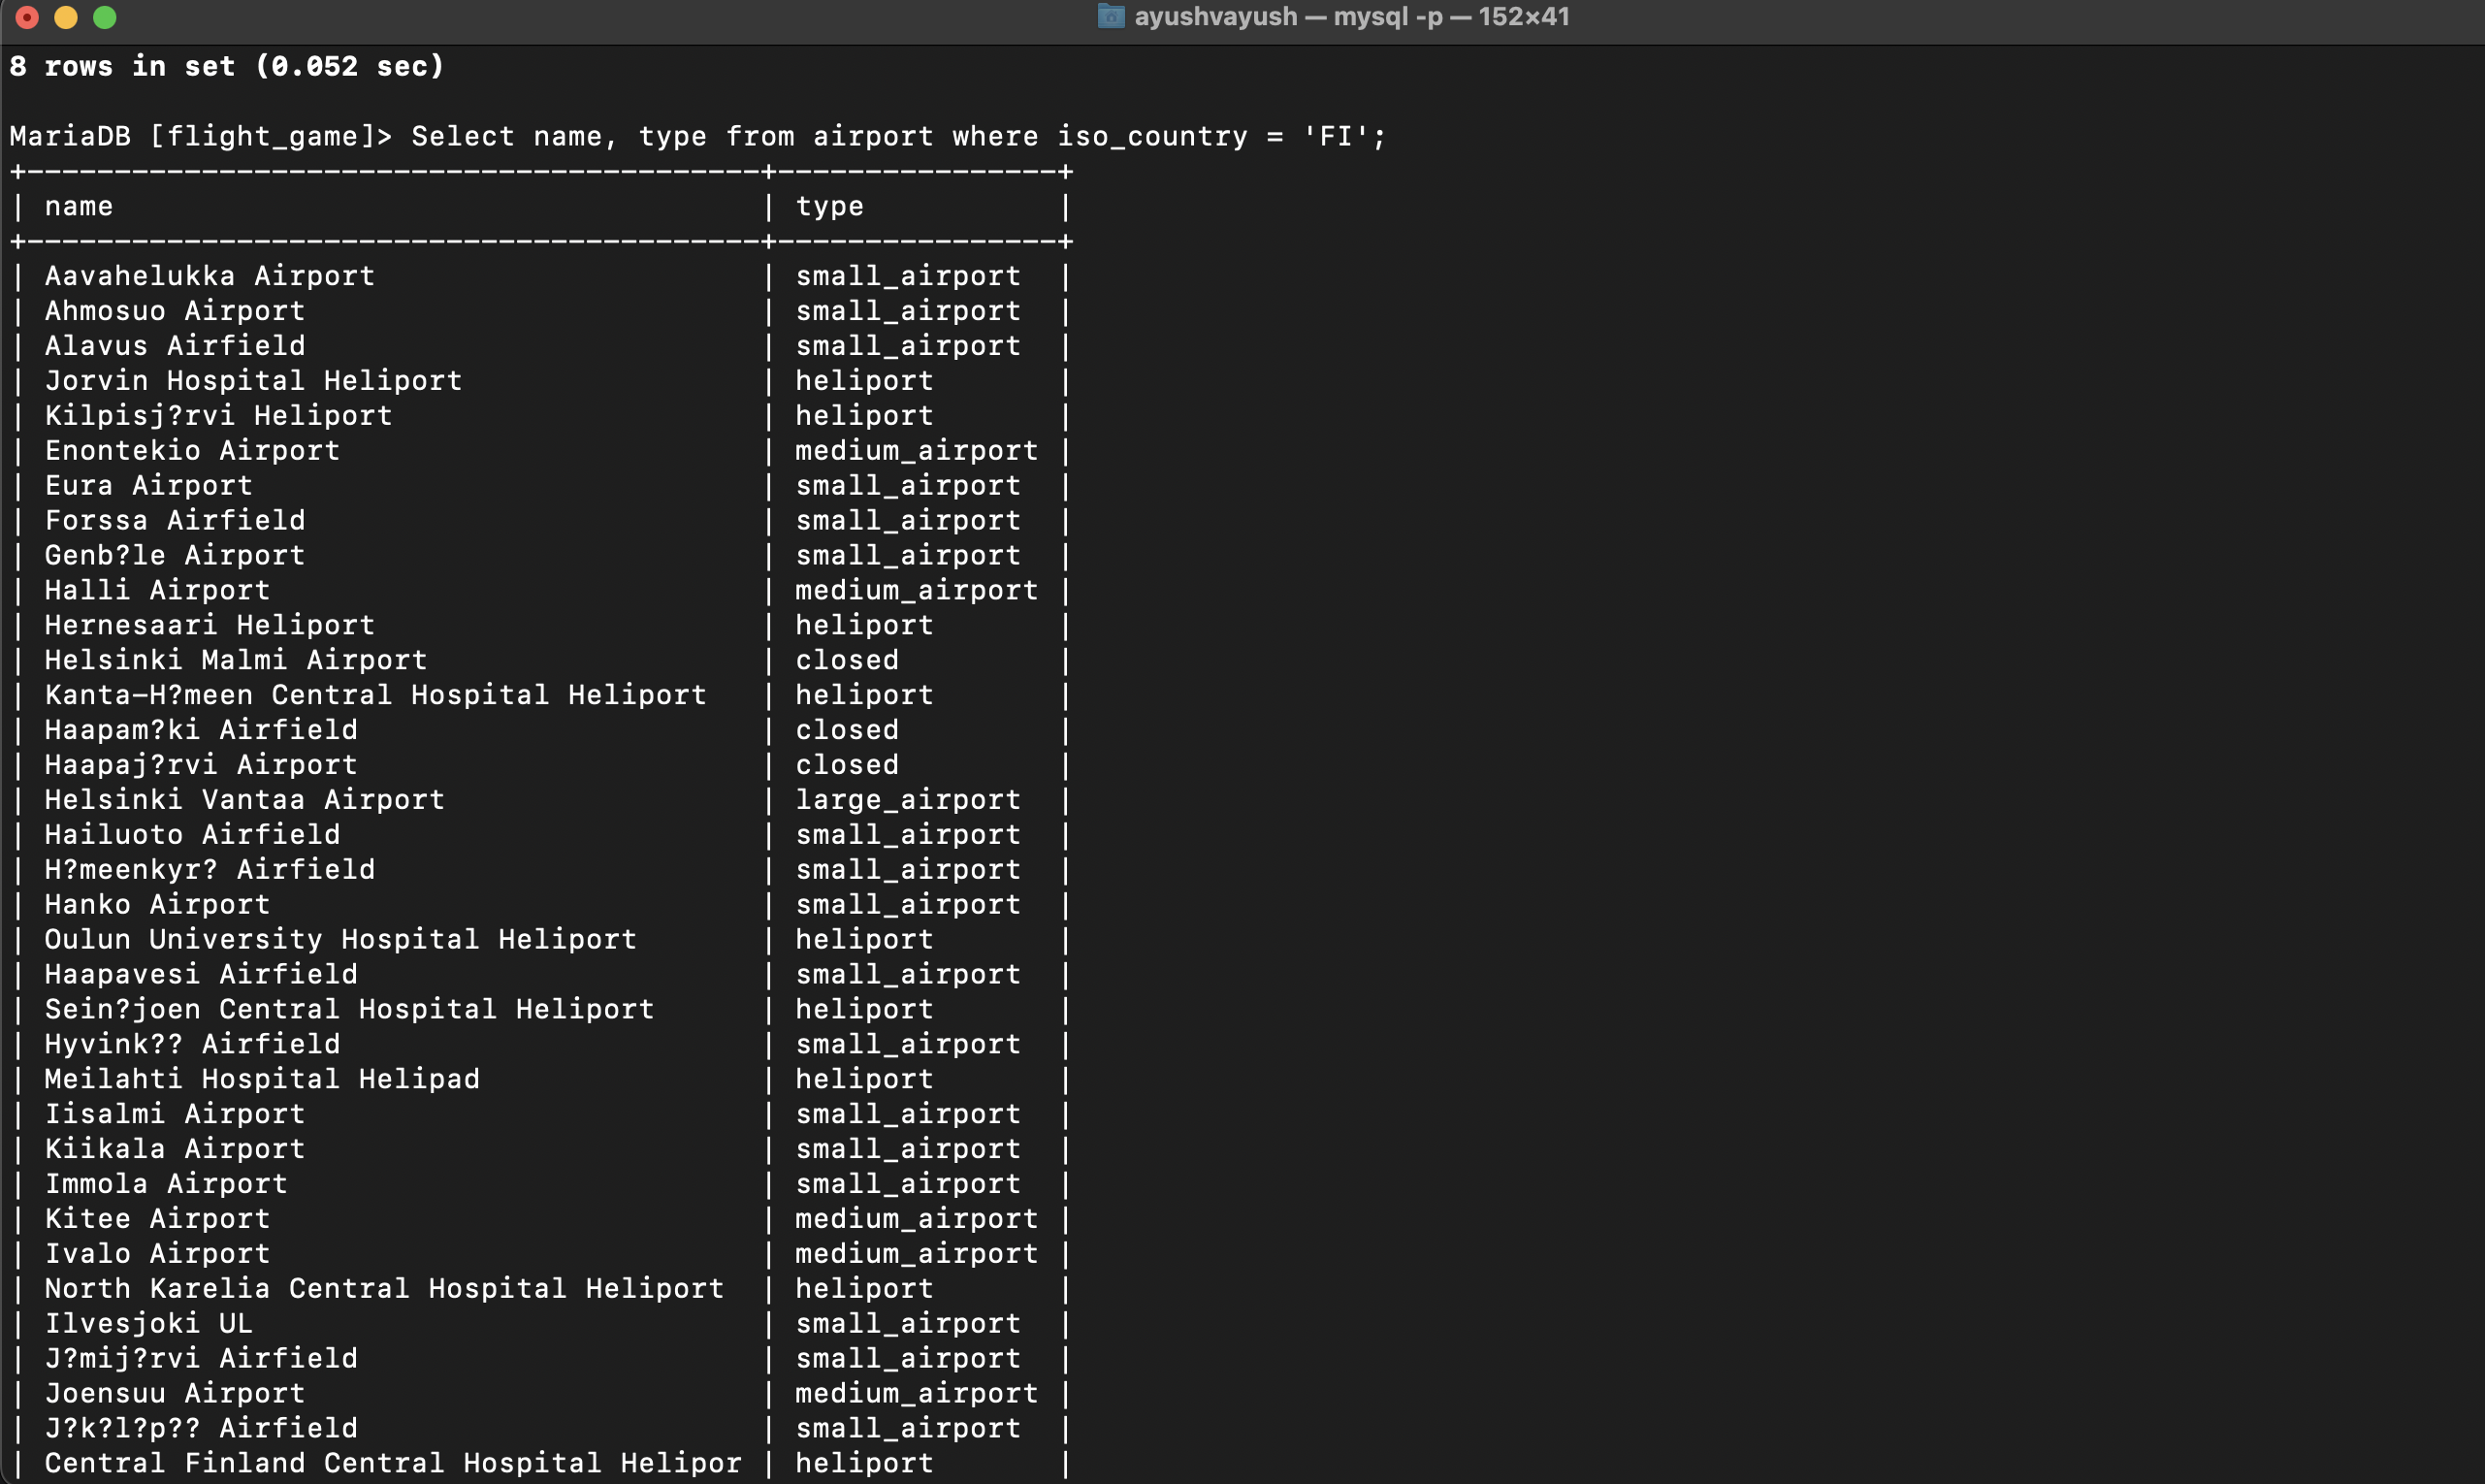 ayushvayush — mysql -p — 152×41
8 rows in set (0.052 sec)
MariaDB [flight_game]> Select name, type from airport where iso_country = 'FI';
+------------------------------------------+-----------------+
| name | type |
+------------------------------------------+-----------------+
| Aavahelukka Airport | small_airport |
| Ahmosuo Airport | small_airport |
| Alavus Airfield | small_airport |
| Jorvin Hospital Heliport | heliport |
| Kilpisj?rvi Heliport | heliport |
| Enontekio Airport | medium_airport |
| Eura Airport | small_airport |
| Forssa Airfield | small_airport |
| Genb?le Airport | small_airport |
| Halli Airport | medium_airport |
| Hernesaari Heliport | heliport |
| Helsinki Malmi Airport | closed |
| Kanta-H?meen Central Hospital Heliport | heliport |
| Haapam?ki Airfield | closed |
| Haapaj?rvi Airport | closed |
| Helsinki Vantaa Airport | large_airport |
| Hailuoto Airfield | small_airport |
| H?meenkyr? Airfield | small_airport |
| Hanko Airport | small_airport |
| Oulun University Hospital Heliport | heliport |
| Haapavesi Airfield | small_airport |
| Sein?joen Central Hospital Heliport | heliport |
| Hyvink?? Airfield | small_airport |
| Meilahti Hospital Helipad | heliport |
| Iisalmi Airport | small_airport |
| Kiikala Airport | small_airport |
| Immola Airport | small_airport |
| Kitee Airport | medium_airport |
| Ivalo Airport | medium_airport |
| North Karelia Central Hospital Heliport | heliport |
| Ilvesjoki UL | small_airport |
| J?mij?rvi Airfield | small_airport |
| Joensuu Airport | medium_airport |
| J?k?l?p?? Airfield | small_airport |
| Central Finland Central Hospital Helipor | heliport |